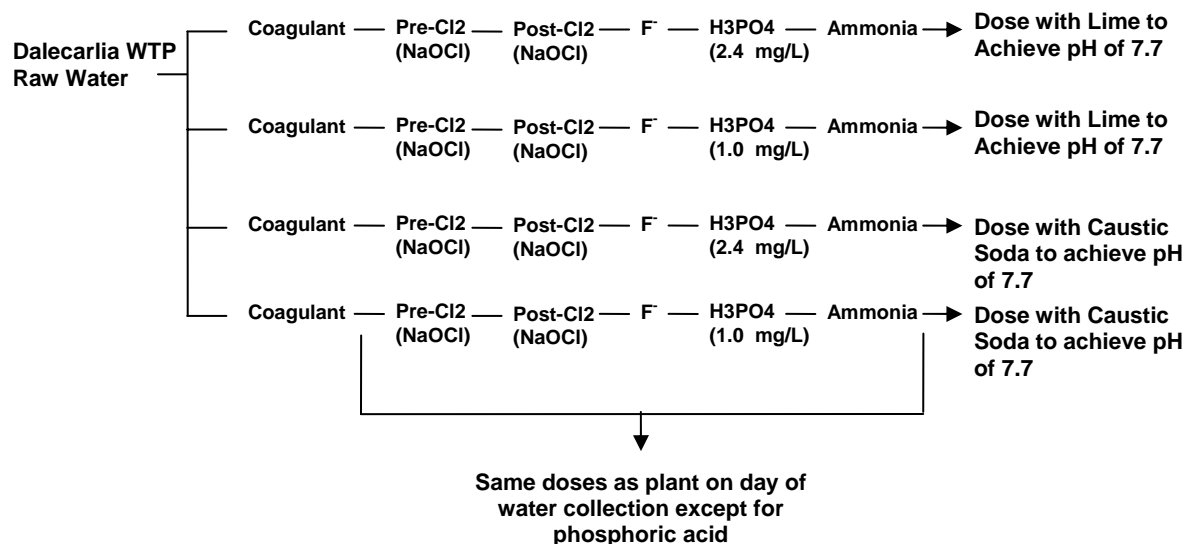 Dalecarlia WTP
Raw Water
Coagulant Pre-Cl2 Post-Cl2 F- H3PO4 Ammonia Dose with Lime to
(NaOCl) (NaOCl) (2.4 mg/L) Achieve pH of 7.7
Coagulant Pre-Cl2 Post-Cl2 F- H3PO4 Ammonia Dose with Lime to
(NaOCl) (NaOCl) (1.0 mg/L) Achieve pH of 7.7
Coagulant Pre-Cl2 Post-Cl2 F- H3PO4 Ammonia Dose with Caustic
(NaOCl) (NaOCl) (2.4 mg/L) Soda to achieve pH
of 7.7
Coagulant Pre-Cl2 Post-Cl2 F- H3PO4 Ammonia Dose with Caustic
(NaOCl) (NaOCl) (1.0 mg/L) Soda to achieve pH
of 7.7
Same doses as plant on day of
water collection except for
phosphoric acid